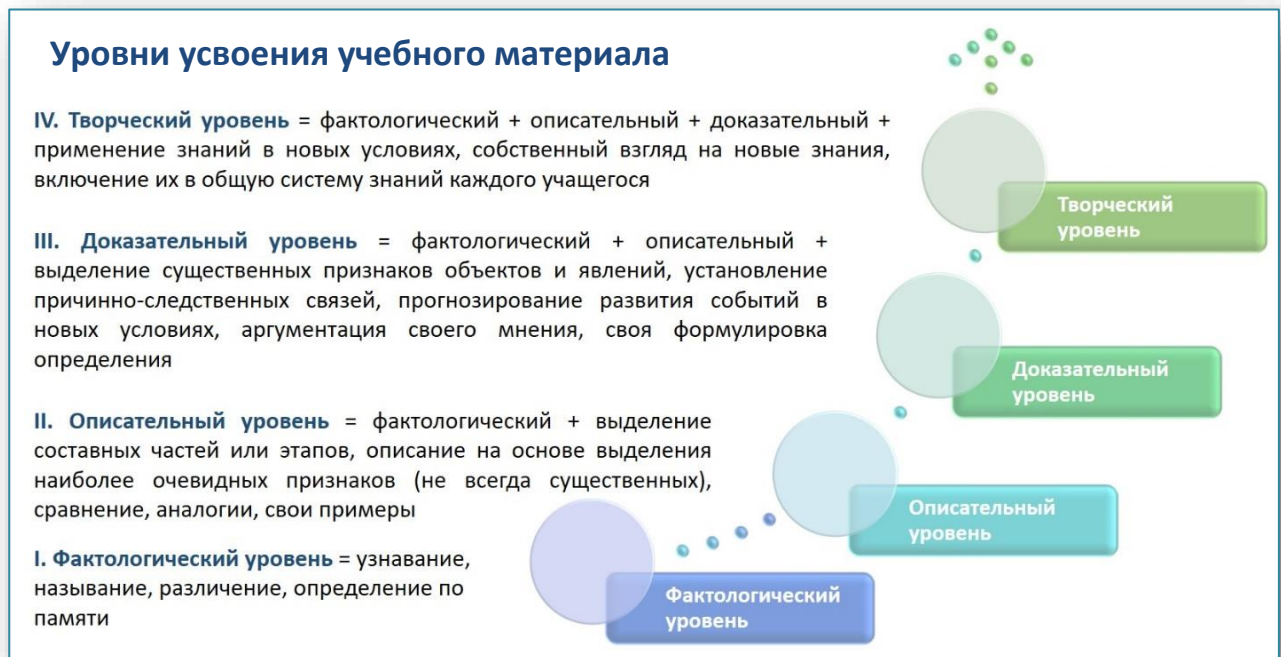 Уровни усвоения учебного материала
IV. Творческий уровень = фактологический + описательный + доказательный +
применение знаний в новых условиях, собственный взгляд на новые знания,
включение их в общую систему знаний каждого учащегося
Творческий
уровень
III. Доказательный уровень = фактологический + описательный +
выделение существенных признаков объектов и явлений, установление
причинно-следственных связей, прогнозирование развития событий в
новых условиях, аргументация своего мнения, своя формулировка
определения
Доказательный
уровень
II. Описательный уровень = фактологический + выделение
составных частей или этапов, описание на основе выделения
наиболее очевидных признаков (не всегда существенных),
сравнение, аналогии, свои примеры
Описательный
уровень
I. Фактологический уровень = узнавание,
называние, различение, определение по
памяти
Фактологический
уровень